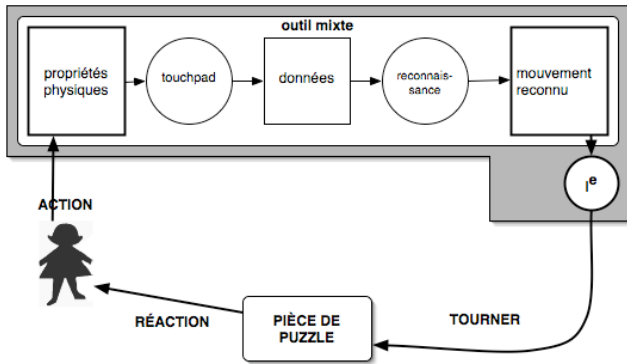 outil mixte
propriétés
physiques
touchpad
données
reconnais-
sance
mouvement
reconnu
Iᵉ
ACTION
RÉACTION
PIÈCE DE
PUZZLE
TOURNER